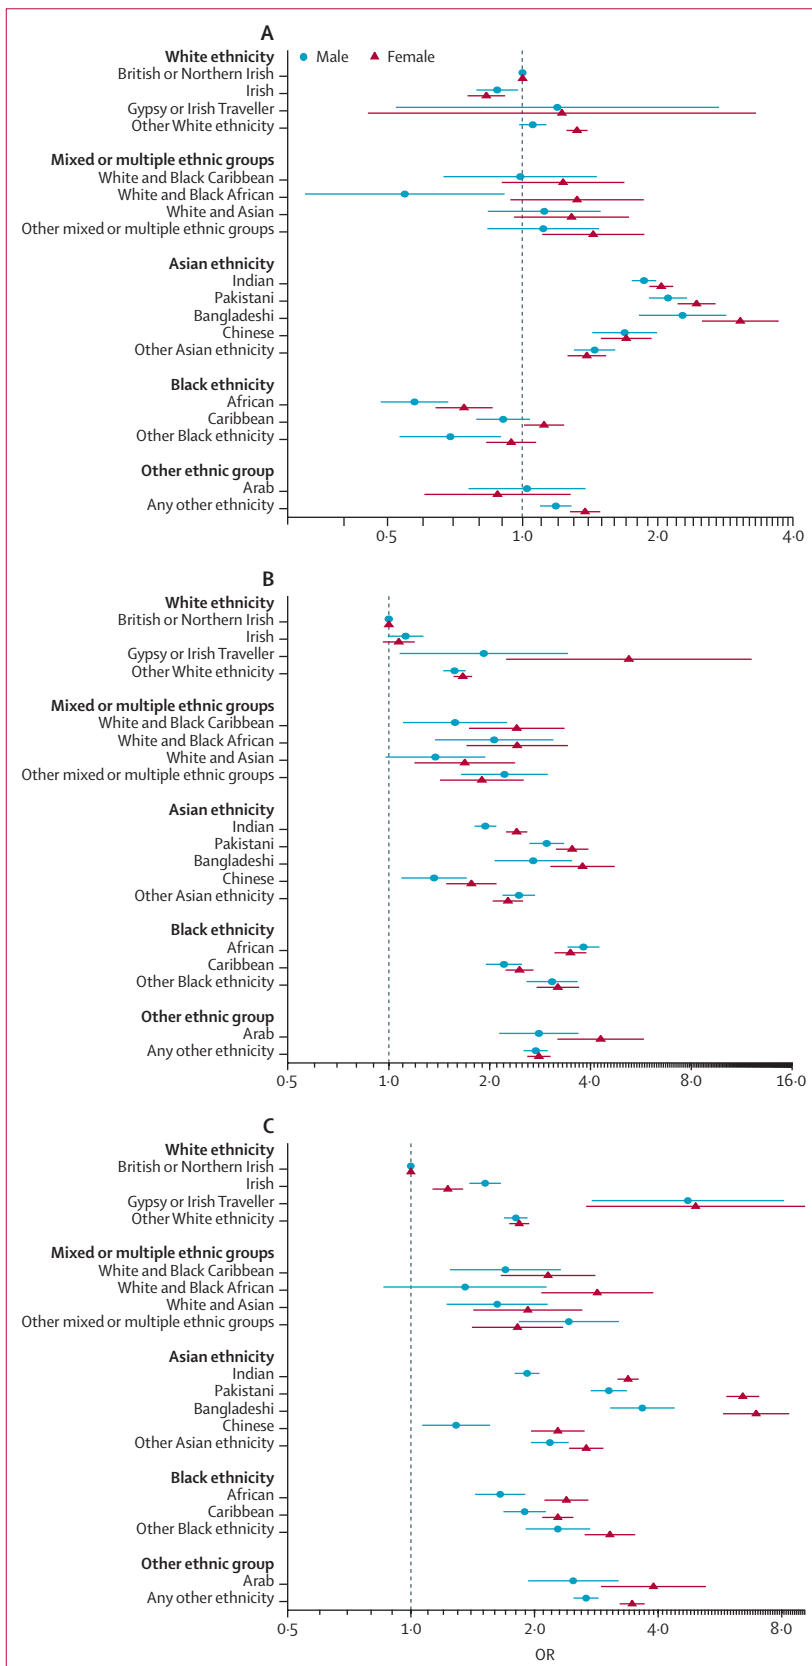 A
White ethnicity
Male
Female
British or Northern Irish
Irish
Gypsy or Irish Traveller
Other White ethnicity
Mixed or multiple ethnic groups
White and Black Caribbean
White and Black African
White and Asian
Other mixed or multiple ethnic groups
Asian ethnicity
Indian
Pakistani
Bangladeshi
Chinese
Other Asian ethnicity
Black ethnicity
African
Caribbean
Other Black ethnicity
Other ethnic group
Arab
Any other ethnicity
0·5 1·0 2·0 4·0
B
White ethnicity
British or Northern Irish
Irish
Gypsy or Irish Traveller
Other White ethnicity
Mixed or multiple ethnic groups
White and Black Caribbean
White and Black African
White and Asian
Other mixed or multiple ethnic groups
Asian ethnicity
Indian
Pakistani
Bangladeshi
Chinese
Other Asian ethnicity
Black ethnicity
African
Caribbean
Other Black ethnicity
Other ethnic group
Arab
Any other ethnicity
0·5 1·0 2·0 4·0 8·0 16·0
C
White ethnicity
British or Northern Irish
Irish
Gypsy or Irish Traveller
Other White ethnicity
Mixed or multiple ethnic groups
White and Black Caribbean
White and Black African
White and Asian
Other mixed or multiple ethnic groups
Asian ethnicity
Indian
Pakistani
Bangladeshi
Chinese
Other Asian ethnicity
Black ethnicity
African
Caribbean
Other Black ethnicity
Other ethnic group
Arab
Any other ethnicity
0·5 1·0 2·0 4·0 8·0
OR